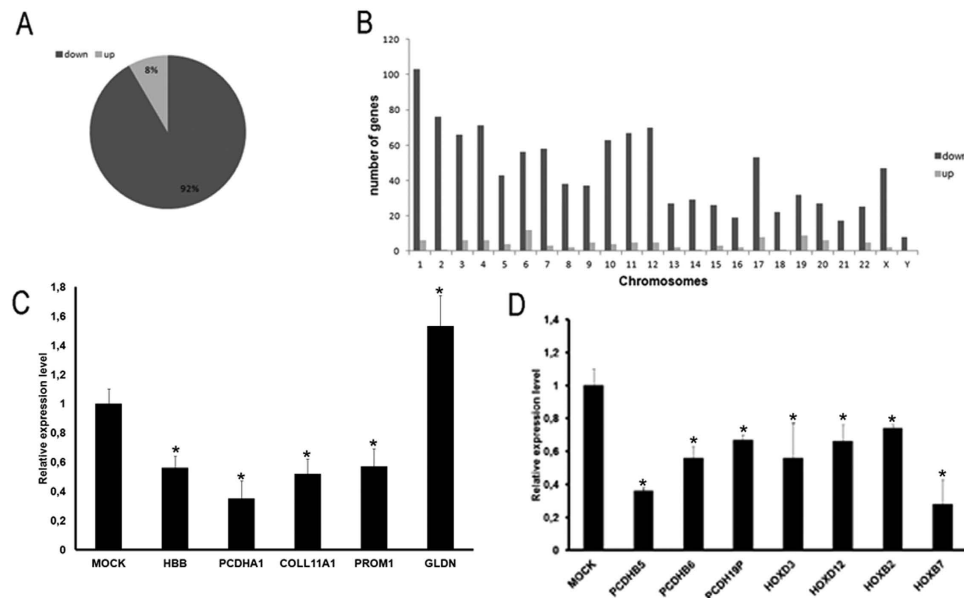 A
down up
8%
92%
B
number of genes
120
100
80
60
40
20
0
1 2 3 4 5 6 7 8 9 10 11 12 13 14 15 16 17 18 19 20 21 22 X Y
Chromosomes
down
up
C
Relative expression level
1,8
1,6
1,4
1,2
1
0,8
0,6
0,4
0,2
0
* * * * *
MOCK HBB PCDHA1 COLL11A1 PROM1 GLDN
D
Relative expression level
1,4
1,2
1
0,8
0,6
0,4
0,2
0
* * * * * * *
MOCK PCDHB5 PCDHB6 PCDH19P HOXD3 HOXD12 HOXB2 HOXB7